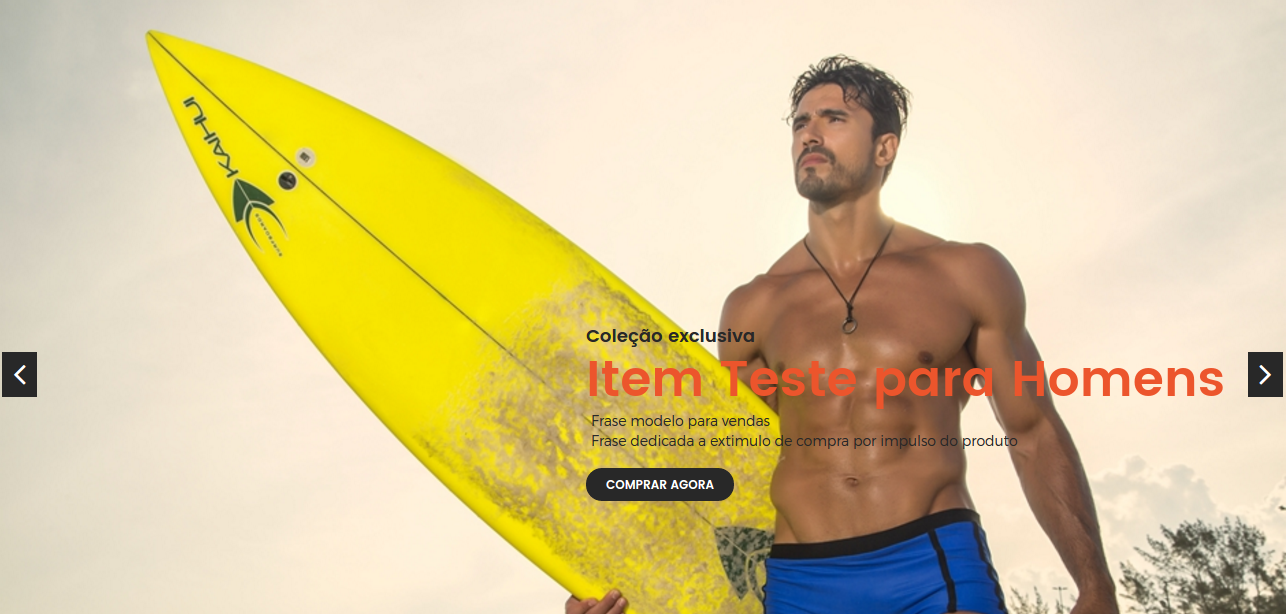 KAIHUI
Coleção exclusiva
Item Teste para Homens
Frase modelo para vendas
Frase dedicada a extimulo de compra por impulso do produto
COMPRAR AGORA